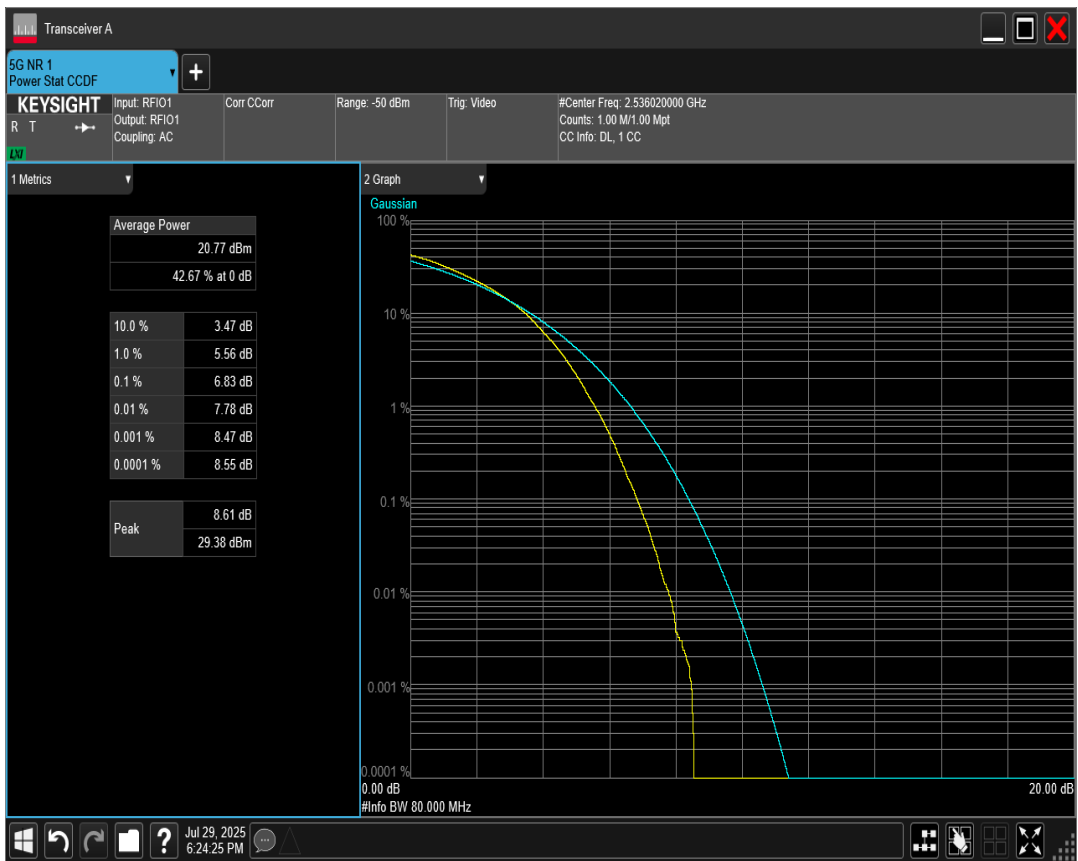 Transceiver A
5G NR 1
Power Stat CCDF
KEYSIGHT
R T
LXI
Input: RFIO1
Output: RFIO1
Coupling: AC
Corr CCorr
Range: -50 dBm
Trig: Video
#Center Freq: 2.536020000 GHz
Counts: 1.00 M/1.00 Mpt
CC Info: DL, 1 CC
1 Metrics
Average Power
20.77 dBm
42.67 % at 0 dB
10.0 % 3.47 dB
1.0 % 5.56 dB
0.1 % 6.83 dB
0.01 % 7.78 dB
0.001 % 8.47 dB
0.0001 % 8.55 dB
Peak
8.61 dB
29.38 dBm
2 Graph
Gaussian
100 %
10 %
1 %
0.1 %
0.01 %
0.001 %
0.0001 %
0.00 dB 20.00 dB
#Info BW 80.000 MHz
?
Jul 29, 2025
6:24:25 PM